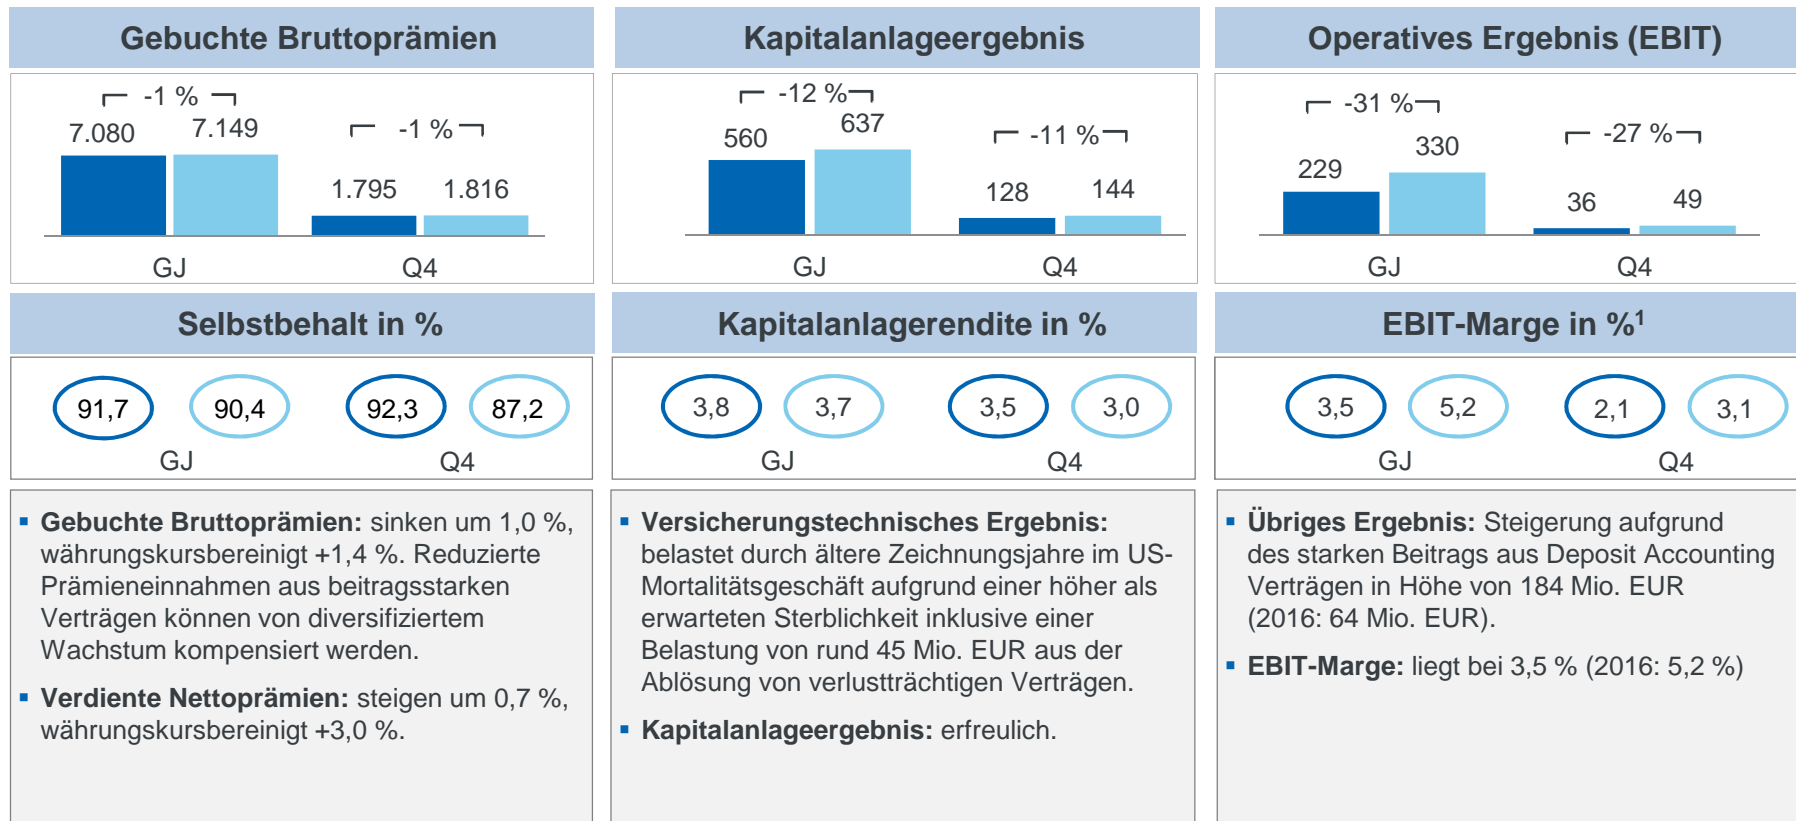 Gebuchte Bruttoprämien
-1 %
7.080
7.149
-1 %
1.795
1.816
GJ
Q4
Kapitalanlageergebnis
-12 %
560
637
-11 %
128
144
GJ
Q4
Operatives Ergebnis (EBIT)
-31 %
229
330
-27 %
36
49
GJ
Q4
Selbstbehalt in %
91,7
90,4
92,3
87,2
GJ
Q4
Kapitalanlagerendite in %
3,8
3,7
3,5
3,0
GJ
Q4
EBIT-Marge in %¹
3,5
5,2
2,1
3,1
GJ
Q4
▪ Gebuchte Bruttoprämien: sinken um 1,0 %,
währungskursbereinigt +1,4 %. Reduzierte
Prämieneinnahmen aus beitragsstarken
Verträgen können von diversifiziertem
Wachstum kompensiert werden.
▪ Verdiente Nettoprämien: steigen um 0,7 %,
währungskursbereinigt +3,0 %.
▪ Versicherungstechnisches Ergebnis:
belastet durch ältere Zeichnungsjahre im US-
Mortalitätsgeschäft aufgrund einer höher als
erwarteten Sterblichkeit inklusive einer
Belastung von rund 45 Mio. EUR aus der
Ablösung von verlustträchtigen Verträgen.
▪ Kapitalanlageergebnis: erfreulich.
▪ Übriges Ergebnis: Steigerung aufgrund
des starken Beitrags aus Deposit Accounting
Verträgen in Höhe von 184 Mio. EUR
(2016: 64 Mio. EUR).
▪ EBIT-Marge: liegt bei 3,5 % (2016: 5,2 %)